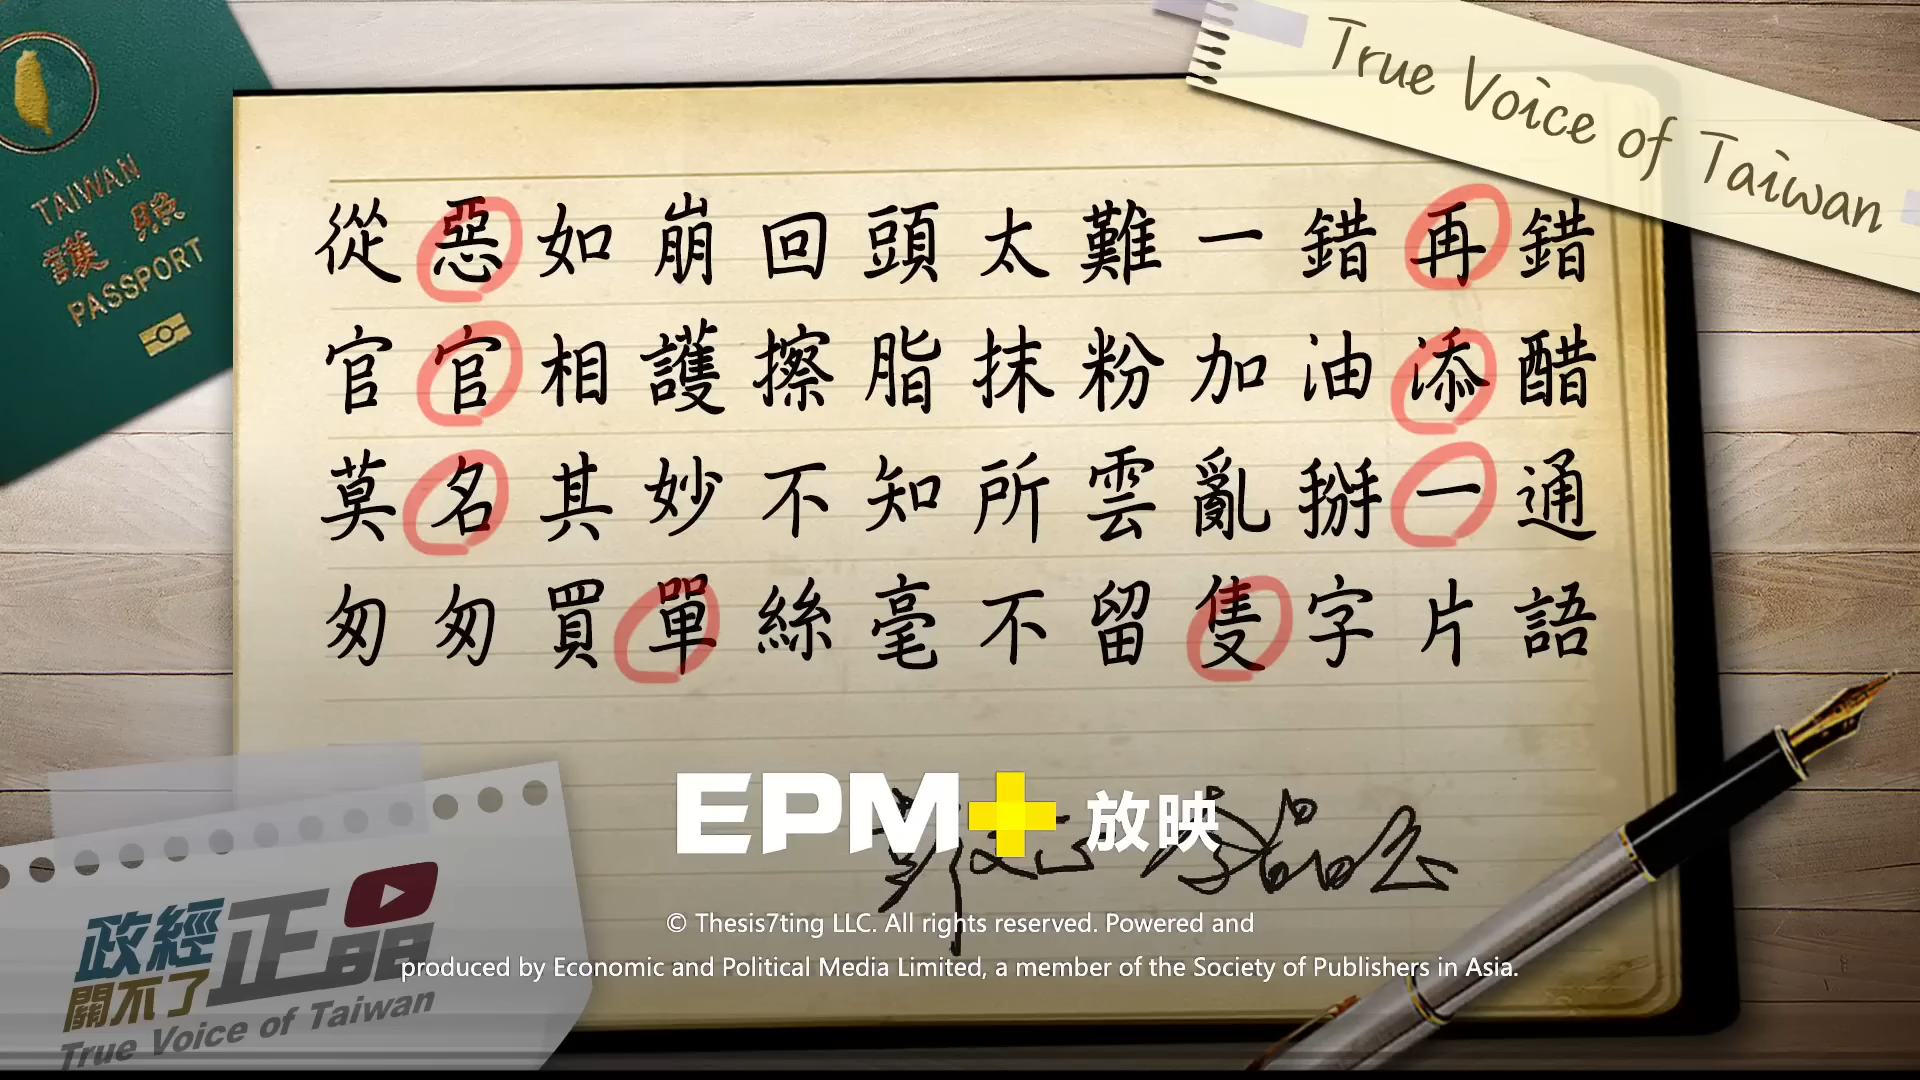 True Voice of Taiwan
TAIWAN
護照
PASSPORT
從惡如崩回頭太難一錯再錯
官官相護擦脂抹粉加油添醋
莫名其妙不知所雲亂掰一通
匆匆買單絲毫不留隻字片語
EPM+ 放映
© Thesis7ting LLC. All rights reserved. Powered and
produced by Economic and Political Media Limited, a member of the Society of Publishers in Asia.
政經
關不了
正晶
True Voice of Taiwan